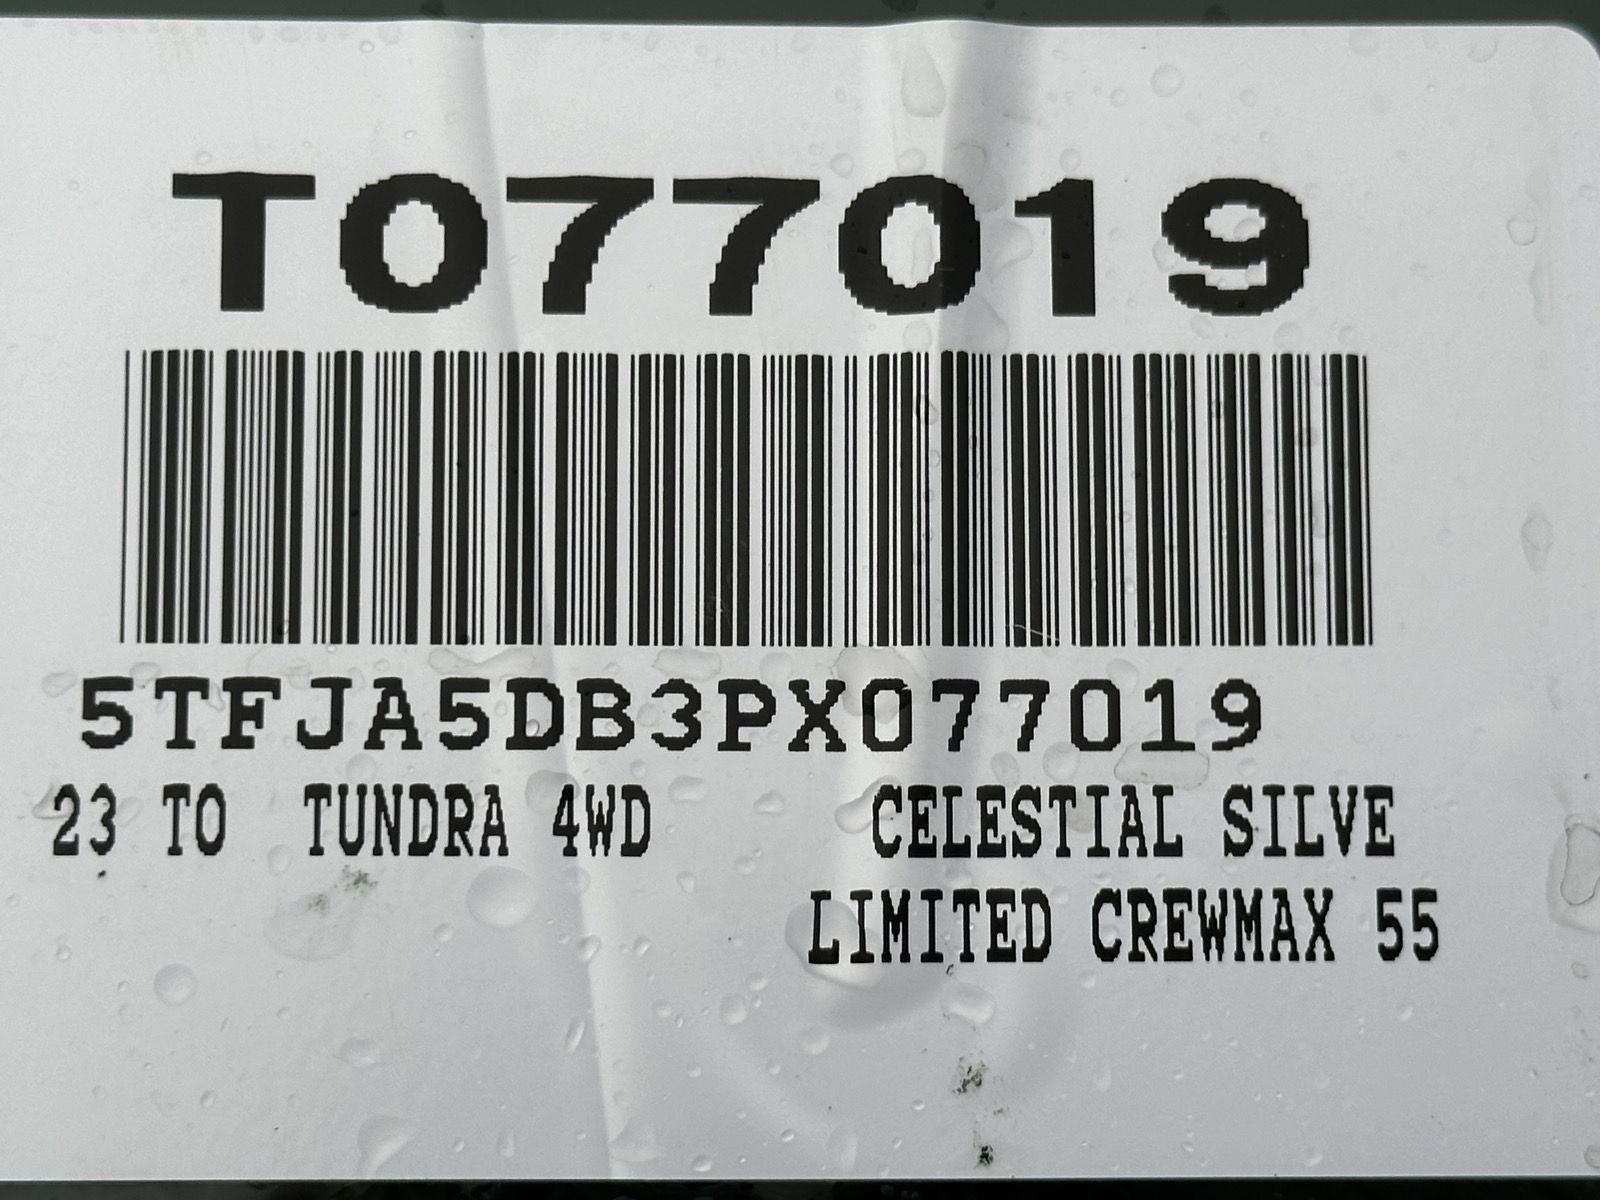 T077019
5TFJA5DB3PX077019
23 TO TUNDRA 4WD CELESTIAL SILVE
LIMITED CREWMAX 55